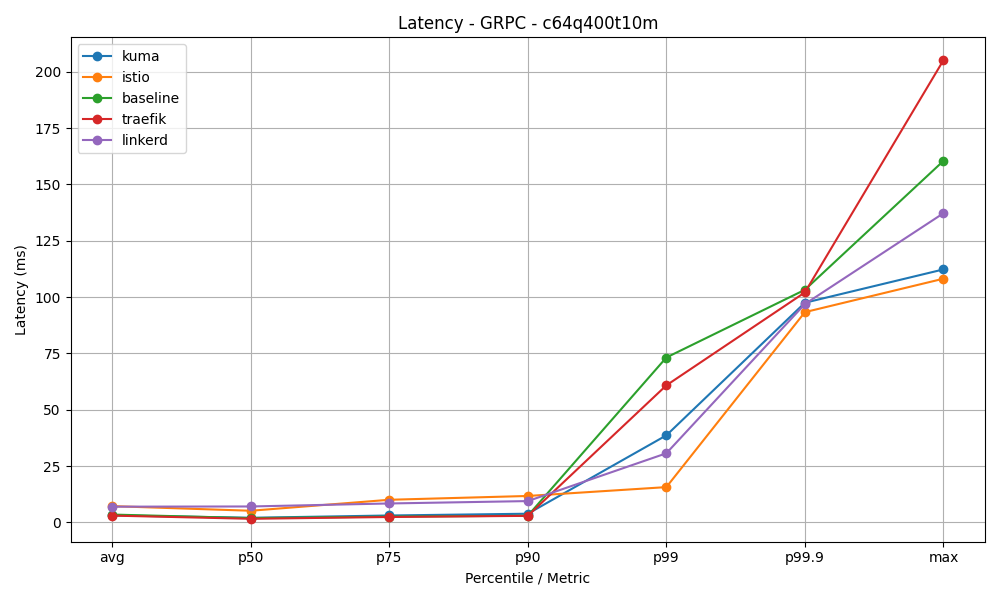 Latency - GRPC - c64q400t10m
kuma
istio
baseline
traefik
linkerd
Latency (ms)
200
175
150
125
100
75
50
25
0
avg p50 p75 p90 p99 p99.9 max
Percentile / Metric